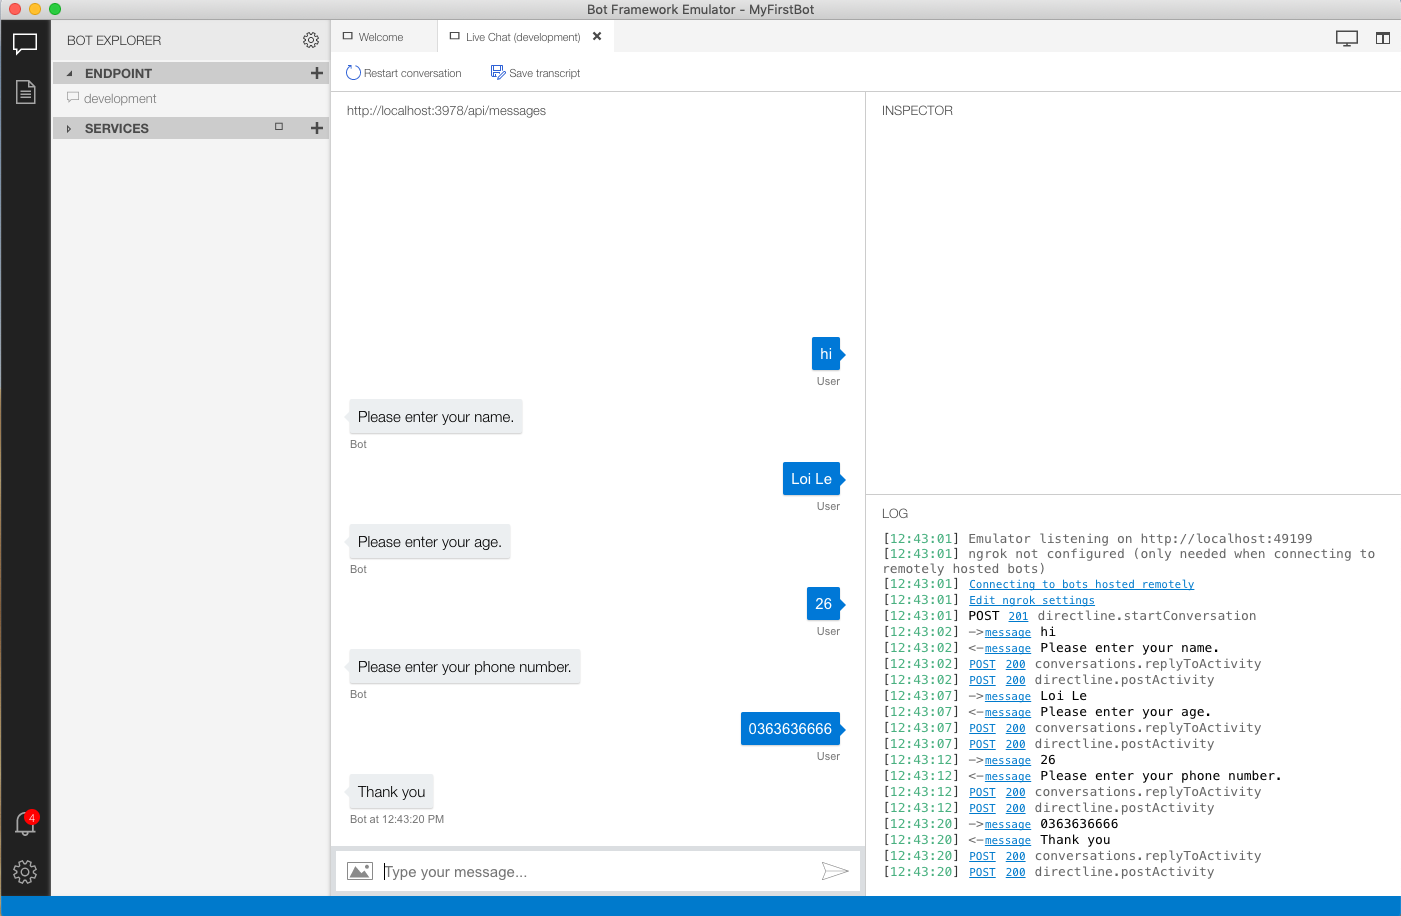 Bot Framework Emulator - MyFirstBot
BOT EXPLORER
ENDPOINT
development
SERVICES
4
Welcome
Live Chat (development)
Restart conversation
Save transcript
http://localhost:3978/api/messages
hi
User
Please enter your name.
Bot
Loi Le
User
Please enter your age.
Bot
26
User
Please enter your phone number.
Bot
0363636666
User
Thank you
Bot at 12:43:20 PM
Type your message...
INSPECTOR
LOG
[12:43:01] Emulator listening on http://localhost:49199
[12:43:01] ngrok not configured (only needed when connecting to
remotely hosted bots)
[12:43:01] Connecting to bots hosted remotely
[12:43:01] Edit ngrok settings
[12:43:01] POST 201 directline.startConversation
[12:43:02] ->message hi
[12:43:02] <-message Please enter your name.
[12:43:02] POST 200 conversations.replyToActivity
[12:43:02] POST 200 directline.postActivity
[12:43:07] ->message Loi Le
[12:43:07] <-message Please enter your age.
[12:43:07] POST 200 conversations.replyToActivity
[12:43:07] POST 200 directline.postActivity
[12:43:12] ->message 26
[12:43:12] <-message Please enter your phone number.
[12:43:12] POST 200 conversations.replyToActivity
[12:43:12] POST 200 directline.postActivity
[12:43:20] ->message 0363636666
[12:43:20] <-message Thank you
[12:43:20] POST 200 conversations.replyToActivity
[12:43:20] POST 200 directline.postActivity